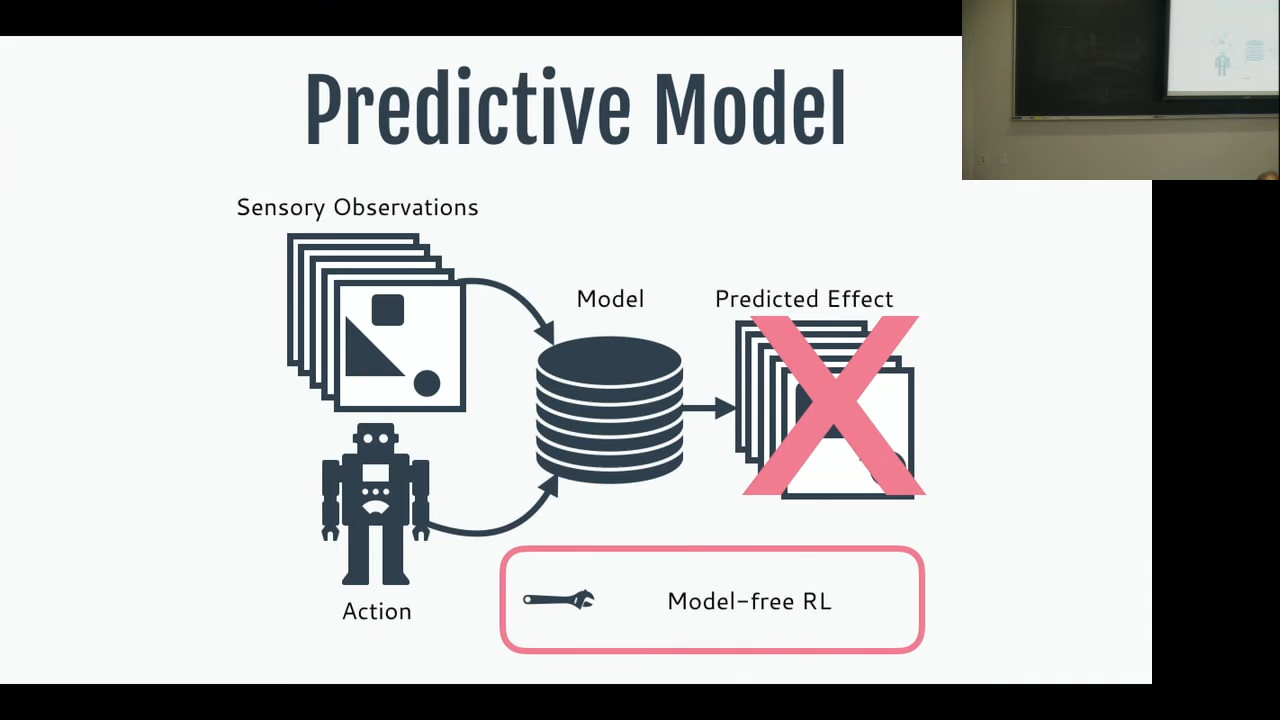 Predictive Model
Sensory Observations
Model
Predicted Effect
Action
Model-free RL